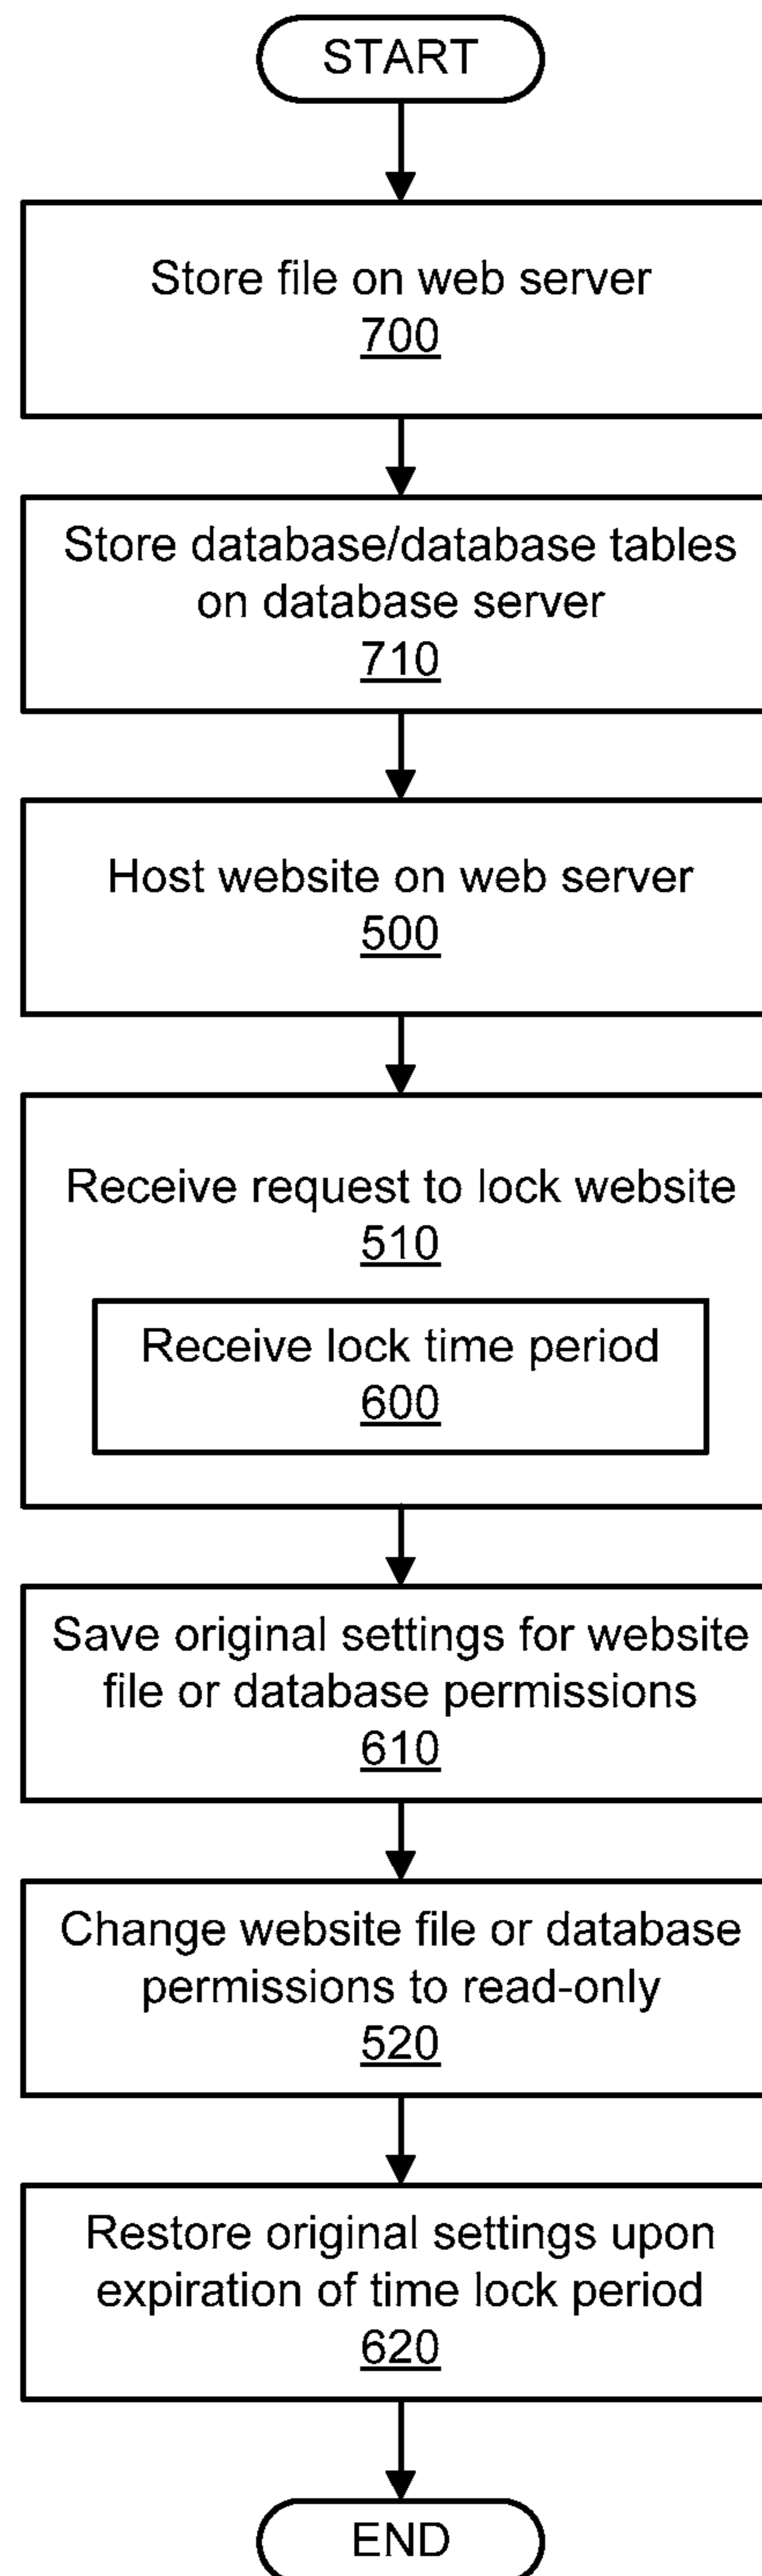 START
Store file on web server
700
Store database/database tables
on database server
710
Host website on web server
500
Receive request to lock website
510
Receive lock time period
600
Save original settings for website
file or database permissions
610
Change website file or database
permissions to read-only
520
Restore original settings upon
expiration of time lock period
620
END